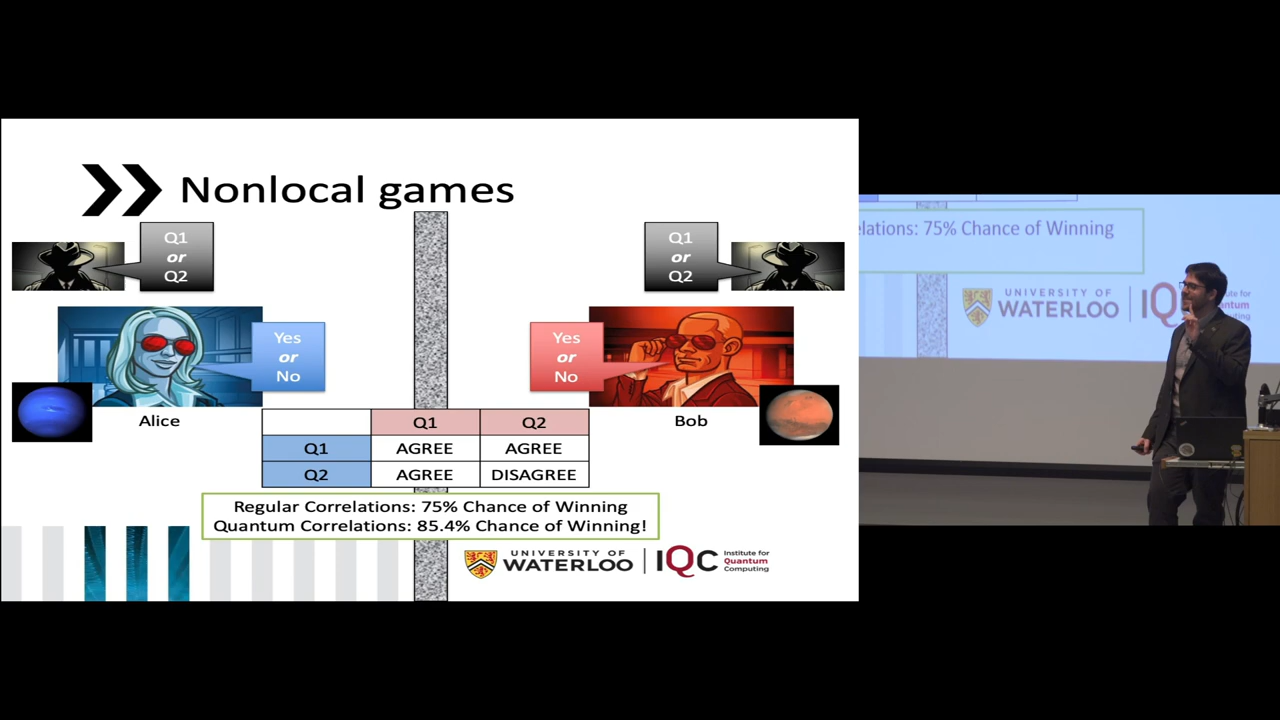 Nonlocal games
Q1
or
Q2
Q1
or
Q2
Yes
or
No
Yes
or
No
Alice
Bob
Q1 Q2
Q1 AGREE AGREE
Q2 AGREE DISAGREE
Regular Correlations: 75% Chance of Winning
Quantum Correlations: 85.4% Chance of Winning!
UNIVERSITY OF
WATERLOO
IQC
Institute for
Quantum
Computing
elations: 75% Chance of Winning
UNIVERSITY OF
WATERLOO